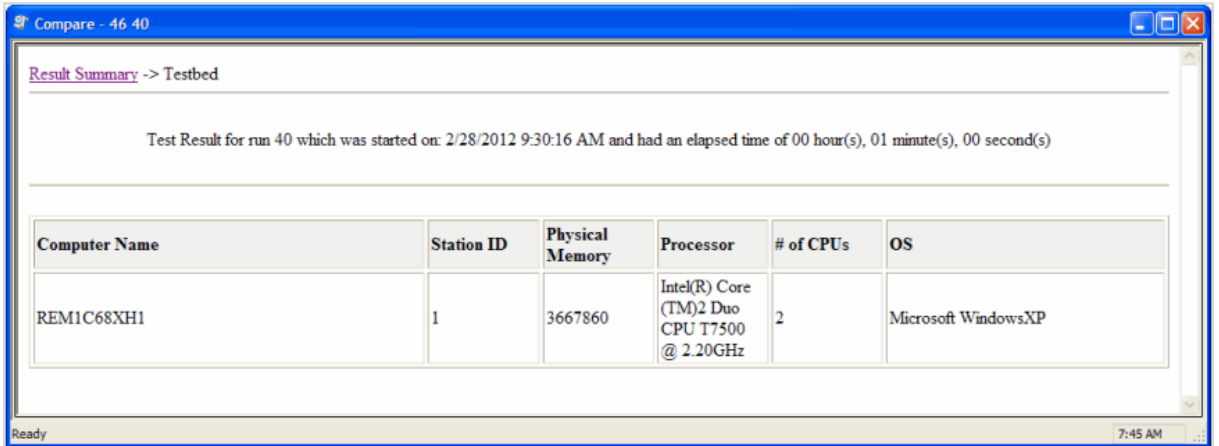 Compare - 46 40
Result Summary -> Testbed
Test Result for run 40 which was started on: 2/28/2012 9:30:16 AM and had an elapsed time of 00 hour(s), 01 minute(s), 00 second(s)
Computer Name Station ID Physical Memory Processor # of CPUs OS
REM1C68XH1 1 3667860 Intel(R) Core (TM)2 Duo CPU T7500 @ 2.20GHz 2 Microsoft WindowsXP
Ready 7:45 AM